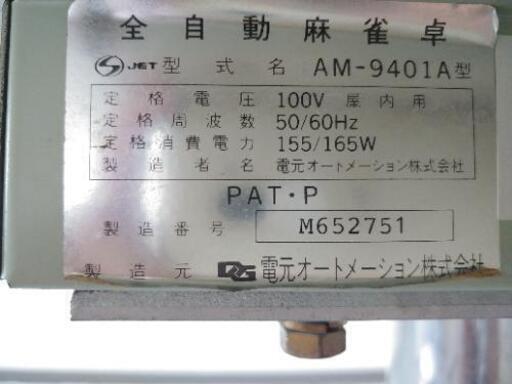 全自動麻雀卓
S JET 型式名 AM-9401A型
定格電圧 100V 屋内用
定格周波数 50/60Hz
定格消費電力 155/165W
製造者名 電元オートメーション株式会社
PAT・P
製造番号 M652751
製造元 DG 電元オートメーション株式会社